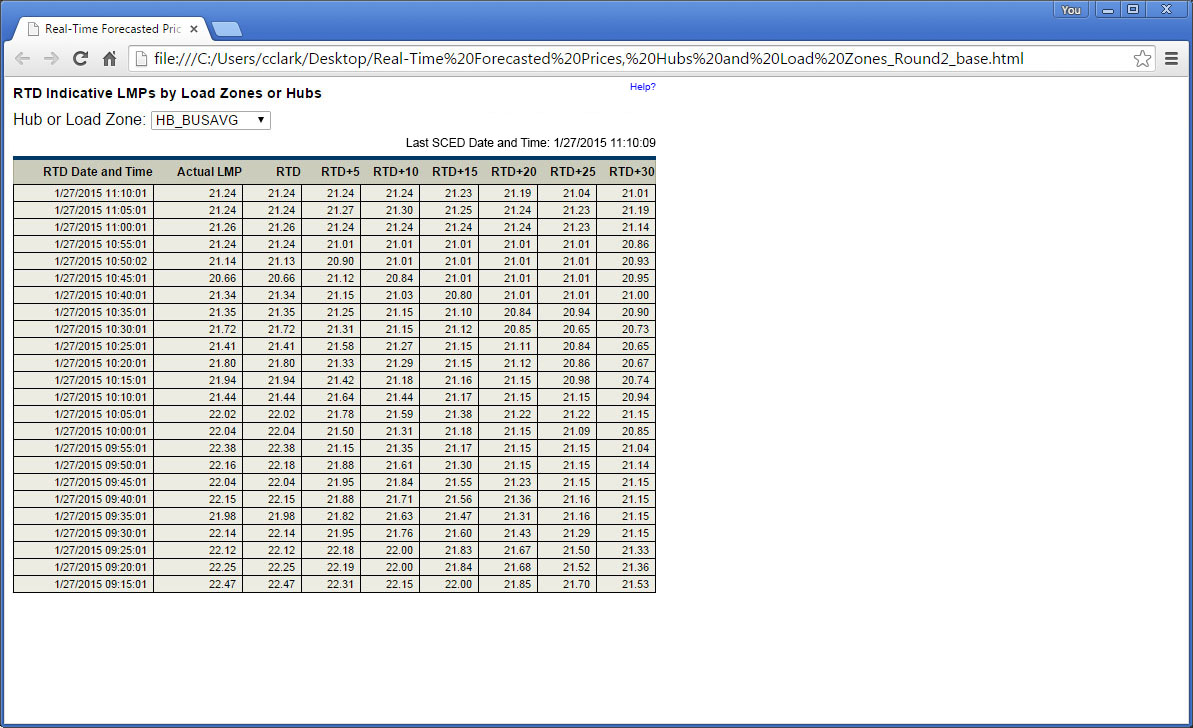 You
Real-Time Forecasted Pric
file:///C:/Users/cclark/Desktop/Real-Time%20Forecasted%20Prices,%20Hubs%20and%20Load%20Zones_Round2_base.html
RTD Indicative LMPs by Load Zones or Hubs Help?
Hub or Load Zone: HB_BUSAVG
Last SCED Date and Time: 1/27/2015 11:10:09
RTD Date and Time Actual LMP RTD RTD+5 RTD+10 RTD+15 RTD+20 RTD+25 RTD+30
1/27/2015 11:10:01 21.24 21.24 21.24 21.24 21.23 21.19 21.04 21.01
1/27/2015 11:05:01 21.24 21.24 21.27 21.30 21.25 21.24 21.23 21.19
1/27/2015 11:00:01 21.26 21.26 21.24 21.24 21.24 21.24 21.23 21.14
1/27/2015 10:55:01 21.24 21.24 21.01 21.01 21.01 21.01 21.01 20.86
1/27/2015 10:50:02 21.14 21.13 20.90 21.01 21.01 21.01 21.01 20.93
1/27/2015 10:45:01 20.66 20.66 21.12 20.84 21.01 21.01 21.01 20.95
1/27/2015 10:40:01 21.34 21.34 21.15 21.03 20.80 21.01 21.01 21.00
1/27/2015 10:35:01 21.35 21.35 21.25 21.15 21.10 20.84 20.94 20.90
1/27/2015 10:30:01 21.72 21.72 21.31 21.15 21.12 20.85 20.65 20.73
1/27/2015 10:25:01 21.41 21.41 21.58 21.27 21.15 21.11 20.84 20.65
1/27/2015 10:20:01 21.80 21.80 21.33 21.29 21.15 21.12 20.86 20.67
1/27/2015 10:15:01 21.94 21.94 21.42 21.18 21.16 21.15 20.98 20.74
1/27/2015 10:10:01 21.44 21.44 21.64 21.44 21.17 21.15 21.15 20.94
1/27/2015 10:05:01 22.02 22.02 21.78 21.59 21.38 21.22 21.22 21.15
1/27/2015 10:00:01 22.04 22.04 21.50 21.31 21.18 21.15 21.09 20.85
1/27/2015 09:55:01 22.38 22.38 21.15 21.35 21.17 21.15 21.15 21.04
1/27/2015 09:50:01 22.16 22.18 21.88 21.61 21.30 21.15 21.15 21.14
1/27/2015 09:45:01 22.04 22.04 21.95 21.84 21.55 21.23 21.15 21.15
1/27/2015 09:40:01 22.15 22.15 21.88 21.71 21.56 21.36 21.16 21.15
1/27/2015 09:35:01 21.98 21.98 21.82 21.63 21.47 21.31 21.16 21.15
1/27/2015 09:30:01 22.14 22.14 21.95 21.76 21.60 21.43 21.29 21.15
1/27/2015 09:25:01 22.12 22.12 22.18 22.00 21.83 21.67 21.50 21.33
1/27/2015 09:20:01 22.25 22.25 22.19 22.00 21.84 21.68 21.52 21.36
1/27/2015 09:15:01 22.47 22.47 22.31 22.15 22.00 21.85 21.70 21.53